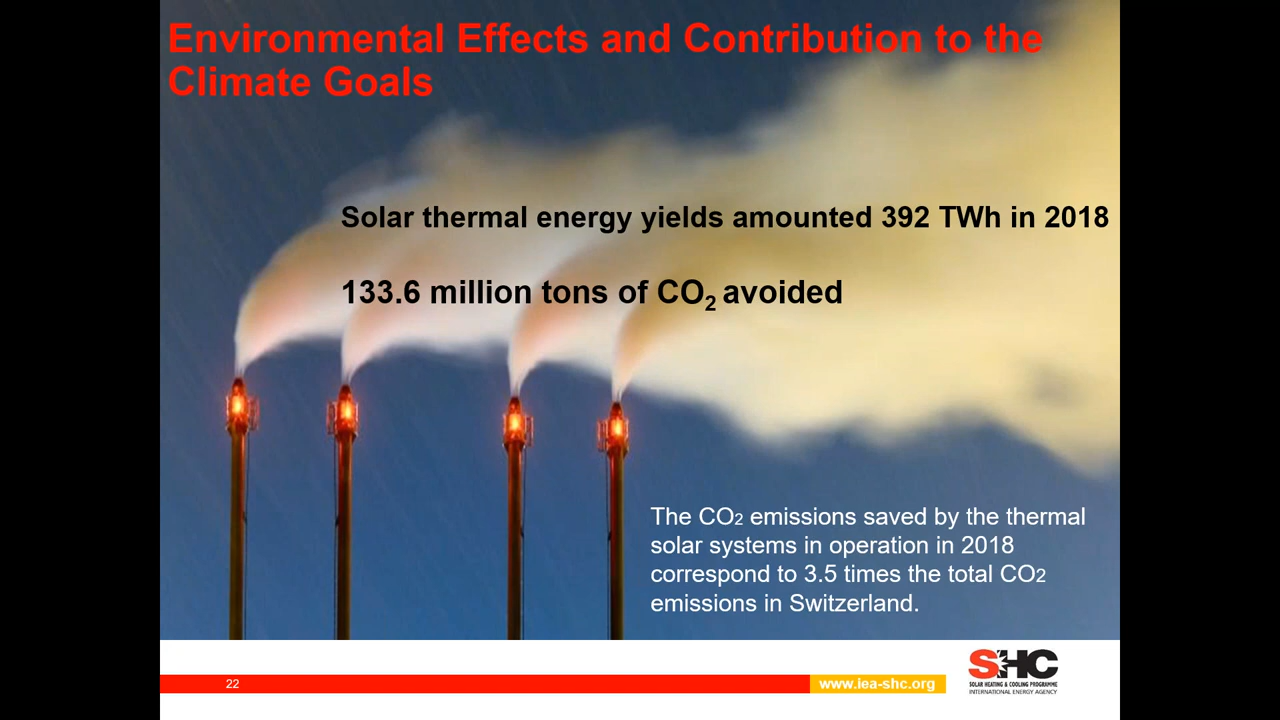 Environmental Effects and Contribution to the
Climate Goals
Solar thermal energy yields amounted 392 TWh in 2018
133.6 million tons of CO₂ avoided
The CO2 emissions saved by the thermal
solar systems in operation in 2018
correspond to 3.5 times the total CO2
emissions in Switzerland.
22
www.iea-shc.org
SHC
SOLAR HEATING & COOLING PROGRAMME
INTERNATIONAL ENERGY AGENCY